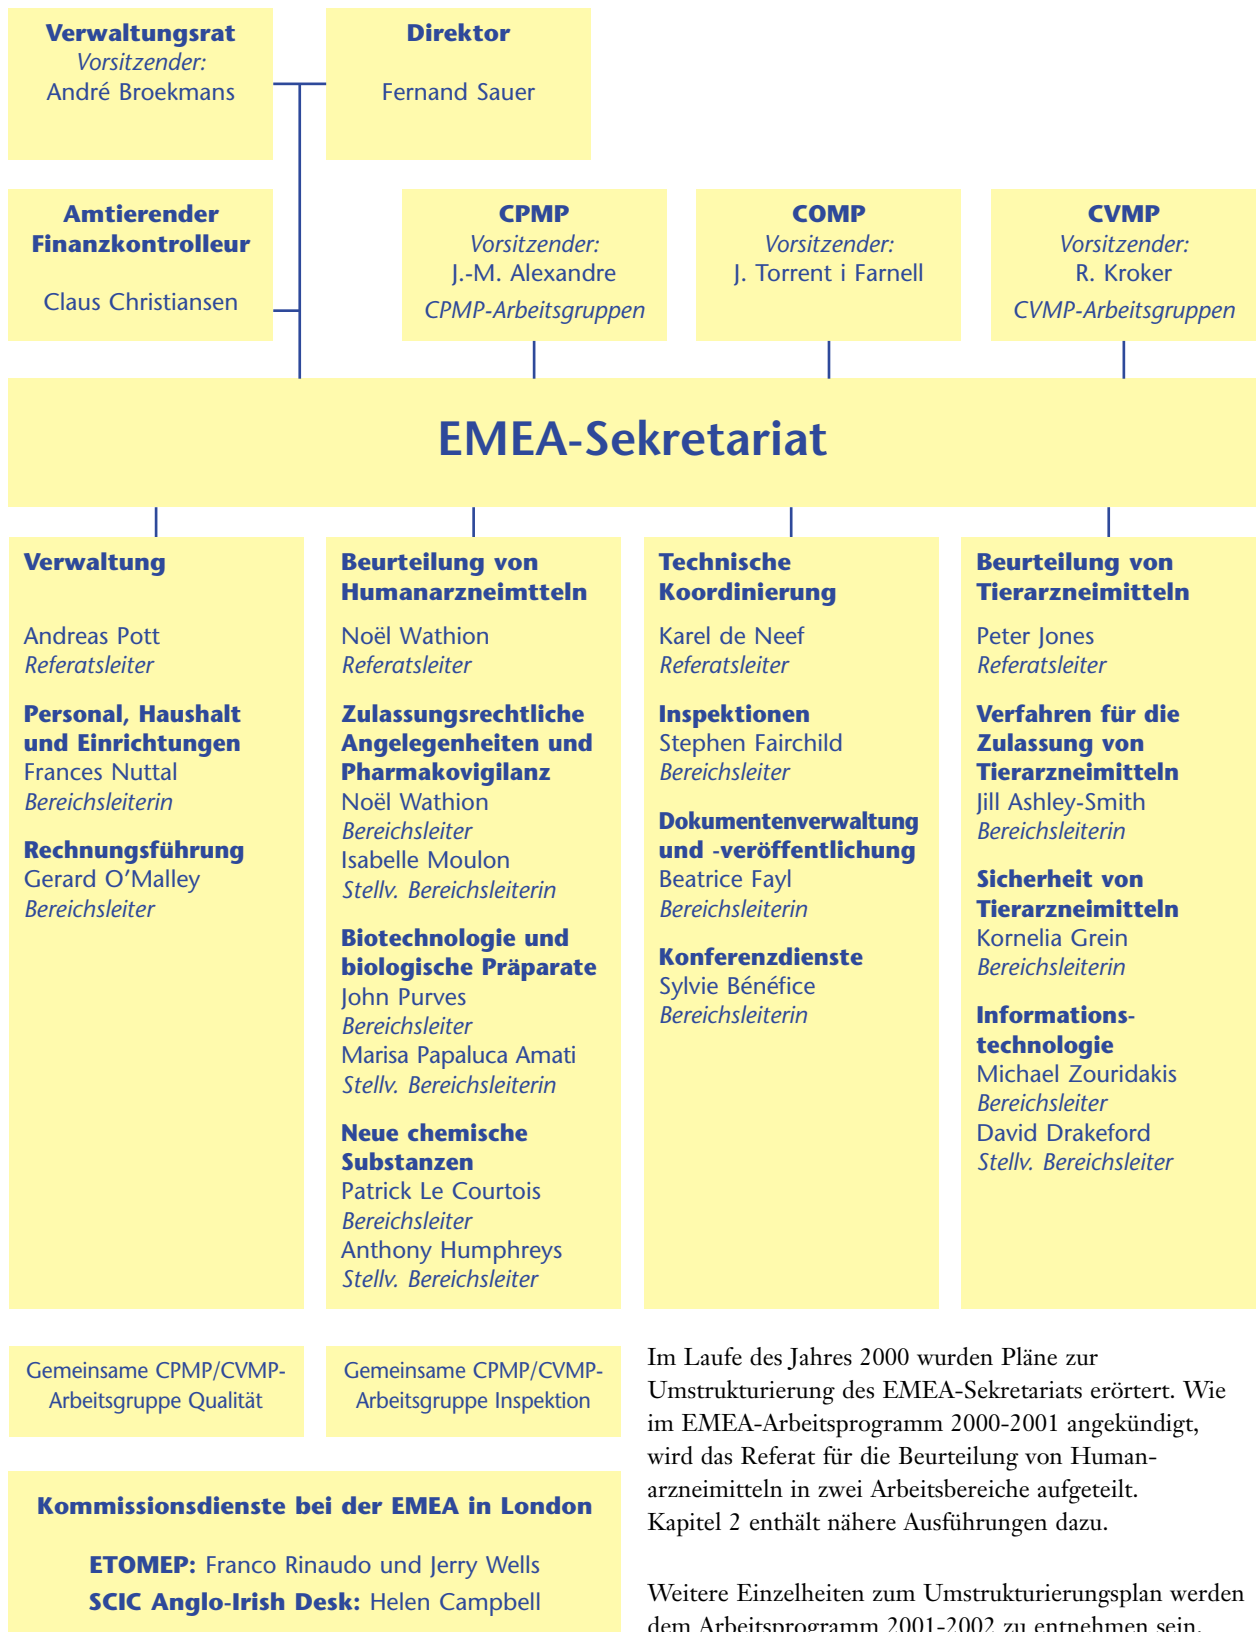 Verwaltungsrat
Vorsitzender:
André Broekmans
Direktor
Fernand Sauer
Amtierender
Finanzkontrolleur
Claus Christiansen
CPMP
Vorsitzender:
J.-M. Alexandre
CPMP-Arbeitsgruppen
COMP
Vorsitzender:
J. Torrent i Farnell
CVMP
Vorsitzender:
R. Kroker
CVMP-Arbeitsgruppen
EMEA-Sekretariat
Verwaltung
Andreas Pott
Referatsleiter
Personal, Haushalt
und Einrichtungen
Frances Nuttal
Bereichsleiterin
Rechnungsführung
Gerard O’Malley
Bereichsleiter
Beurteilung von
Humanarzneimtteln
Noël Wathion
Referatsleiter
Zulassungsrechtliche
Angelegenheiten und
Pharmakovigilanz
Noël Wathion
Bereichsleiter
Isabelle Moulon
Stellv. Bereichsleiterin
Biotechnologie und
biologische Präparate
John Purves
Bereichsleiter
Marisa Papaluca Amati
Stellv. Bereichsleiterin
Neue chemische
Substanzen
Patrick Le Courtois
Bereichsleiter
Anthony Humphreys
Stellv. Bereichsleiter
Technische
Koordinierung
Karel de Neef
Referatsleiter
Inspektionen
Stephen Fairchild
Bereichsleiter
Dokumentenverwaltung
und -veröffentlichung
Beatrice Fayl
Bereichsleiterin
Konferenzdienste
Sylvie Bénéfice
Bereichsleiterin
Beurteilung von
Tierarzneimitteln
Peter Jones
Referatsleiter
Verfahren für die
Zulassung von
Tierarzneimitteln
Jill Ashley-Smith
Bereichsleiterin
Sicherheit von
Tierarzneimitteln
Kornelia Grein
Bereichsleiterin
Informations-
technologie
Michael Zouridakis
Bereichsleiter
David Drakeford
Stellv. Bereichsleiter
Gemeinsame CPMP/CVMP-
Arbeitsgruppe Qualität
Gemeinsame CPMP/CVMP-
Arbeitsgruppe Inspektion
Kommissionsdienste bei der EMEA in London
ETOMEP: Franco Rinaudo und Jerry Wells
SCIC Anglo-Irish Desk: Helen Campbell
Im Laufe des Jahres 2000 wurden Pläne zur
Umstrukturierung des EMEA-Sekretariats erörtert. Wie
im EMEA-Arbeitsprogramm 2000-2001 angekündigt,
wird das Referat für die Beurteilung von Human-
arzneimitteln in zwei Arbeitsbereiche aufgeteilt.
Kapitel 2 enthält nähere Ausführungen dazu.
Weitere Einzelheiten zum Umstrukturierungsplan werden
dem Arbeitsprogramm 2001-2002 zu entnehmen sein.